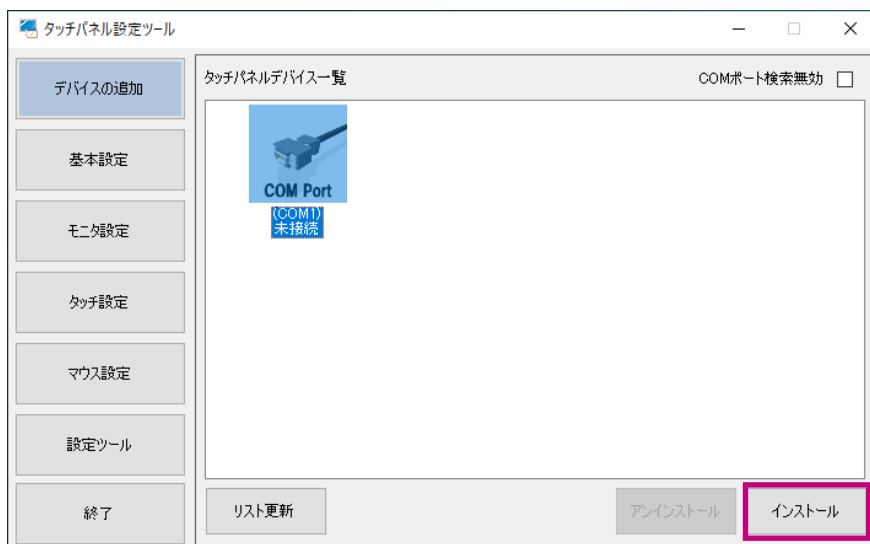 タッチパネル設定ツール
デバイスの追加
基本設定
モニタ設定
タッチ設定
マウス設定
設定ツール
終了
タッチパネルデバイス一覧
COMポート検索無効
COM Port
(COM1)
未接続
リスト更新
アンインストール
インストール